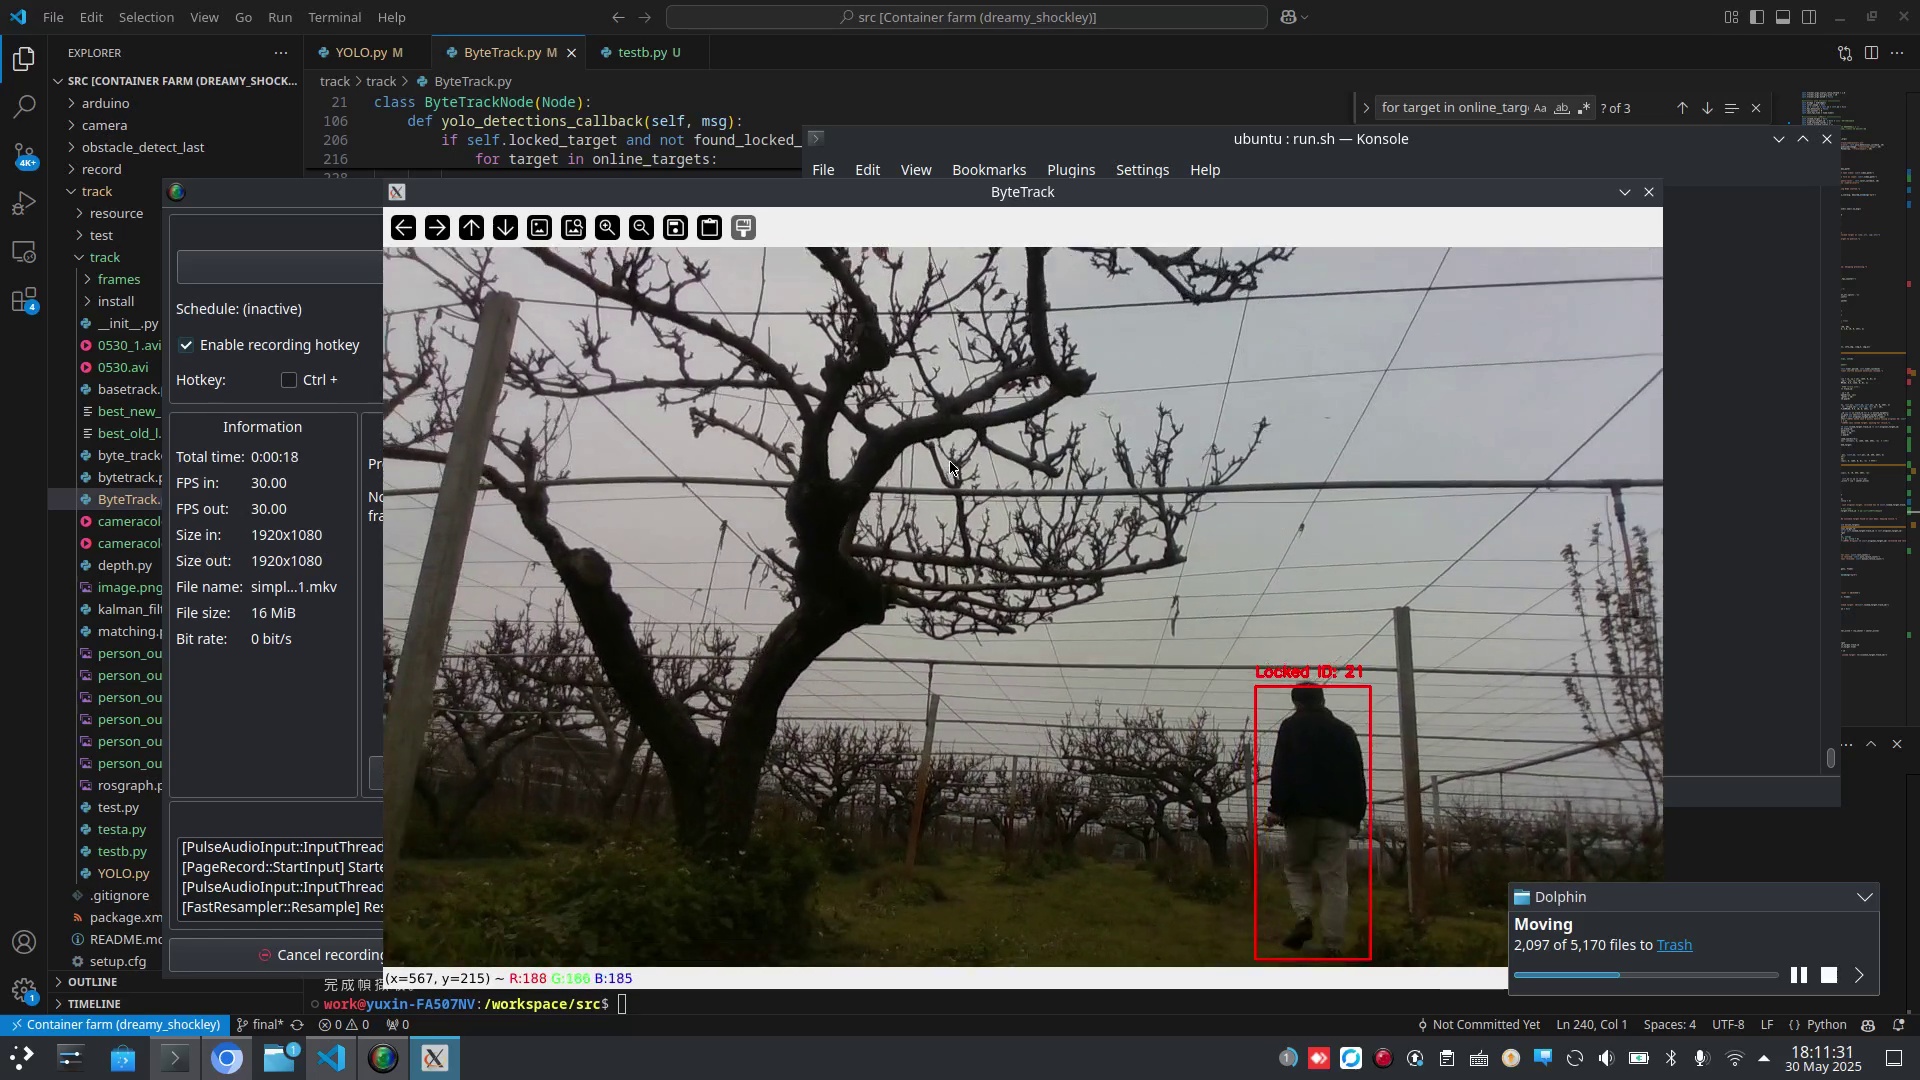 File Edit Selection View Go Run Terminal Help
src [Container farm (dreamy_shockley)]
EXPLORER
YOLO.py M
ByteTrack.py M
testb.py U
SRC [CONTAINER FARM (DREAMY_SHOCK...
track > track > ByteTrack.py
arduino
21 class ByteTrackNode(Node):
for target in online_targ
Aa ab
? of 3
camera
106 def yolo_detections_callback(self, msg):
obstacle_detect_last
206 if self.locked_target and not found_locked_
ubuntu : run.sh — Konsole
4K+
record
216 for target in online_targets:
File Edit View Bookmarks Plugins Settings Help
track
ByteTrack
resource
test
track
frames
install
__init__.py
0530_1.avi
0530.avi
basetrack.
best_new_
best_old_l.
byte_track
bytetrack.p
ByteTrack.
cameracol
cameracol
depth.py
image.png
kalman_filt
matching.p
person_ou
person_ou
person_ou
person_ou
person_ou
person_ou
rosgraph.p
test.py
testa.py
testb.py
YOLO.py
.gitignore
package.xm
README.md
setup.cfg
OUTLINE
TIMELINE
4
1
Schedule: (inactive)
Enable recording hotkey
Hotkey: Ctrl +
Information
Total time: 0:00:18
FPS in: 30.00
FPS out: 30.00
Size in: 1920x1080
Size out: 1920x1080
File name: simpl...1.mkv
File size: 16 MiB
Bit rate: 0 bit/s
Pr
No
fra
[PulseAudioInput::InputThread
[PageRecord::StartInput] Starte
[PulseAudioInput::InputThread
[FastResampler::Resample] Res
Cancel recording
Locked ID: 21
(x=567, y=215) ~ R:188 G:186 B:185
Dolphin
Moving
2,097 of 5,170 files to Trash
work@yuxin-FA507NV:/workspace/src$
Container farm (dreamy_shockley)
final*
0 0
0
Not Committed Yet
Ln 240, Col 1
Spaces: 4
UTF-8
LF
{} Python
1
1
18:11:31
30 May 2025